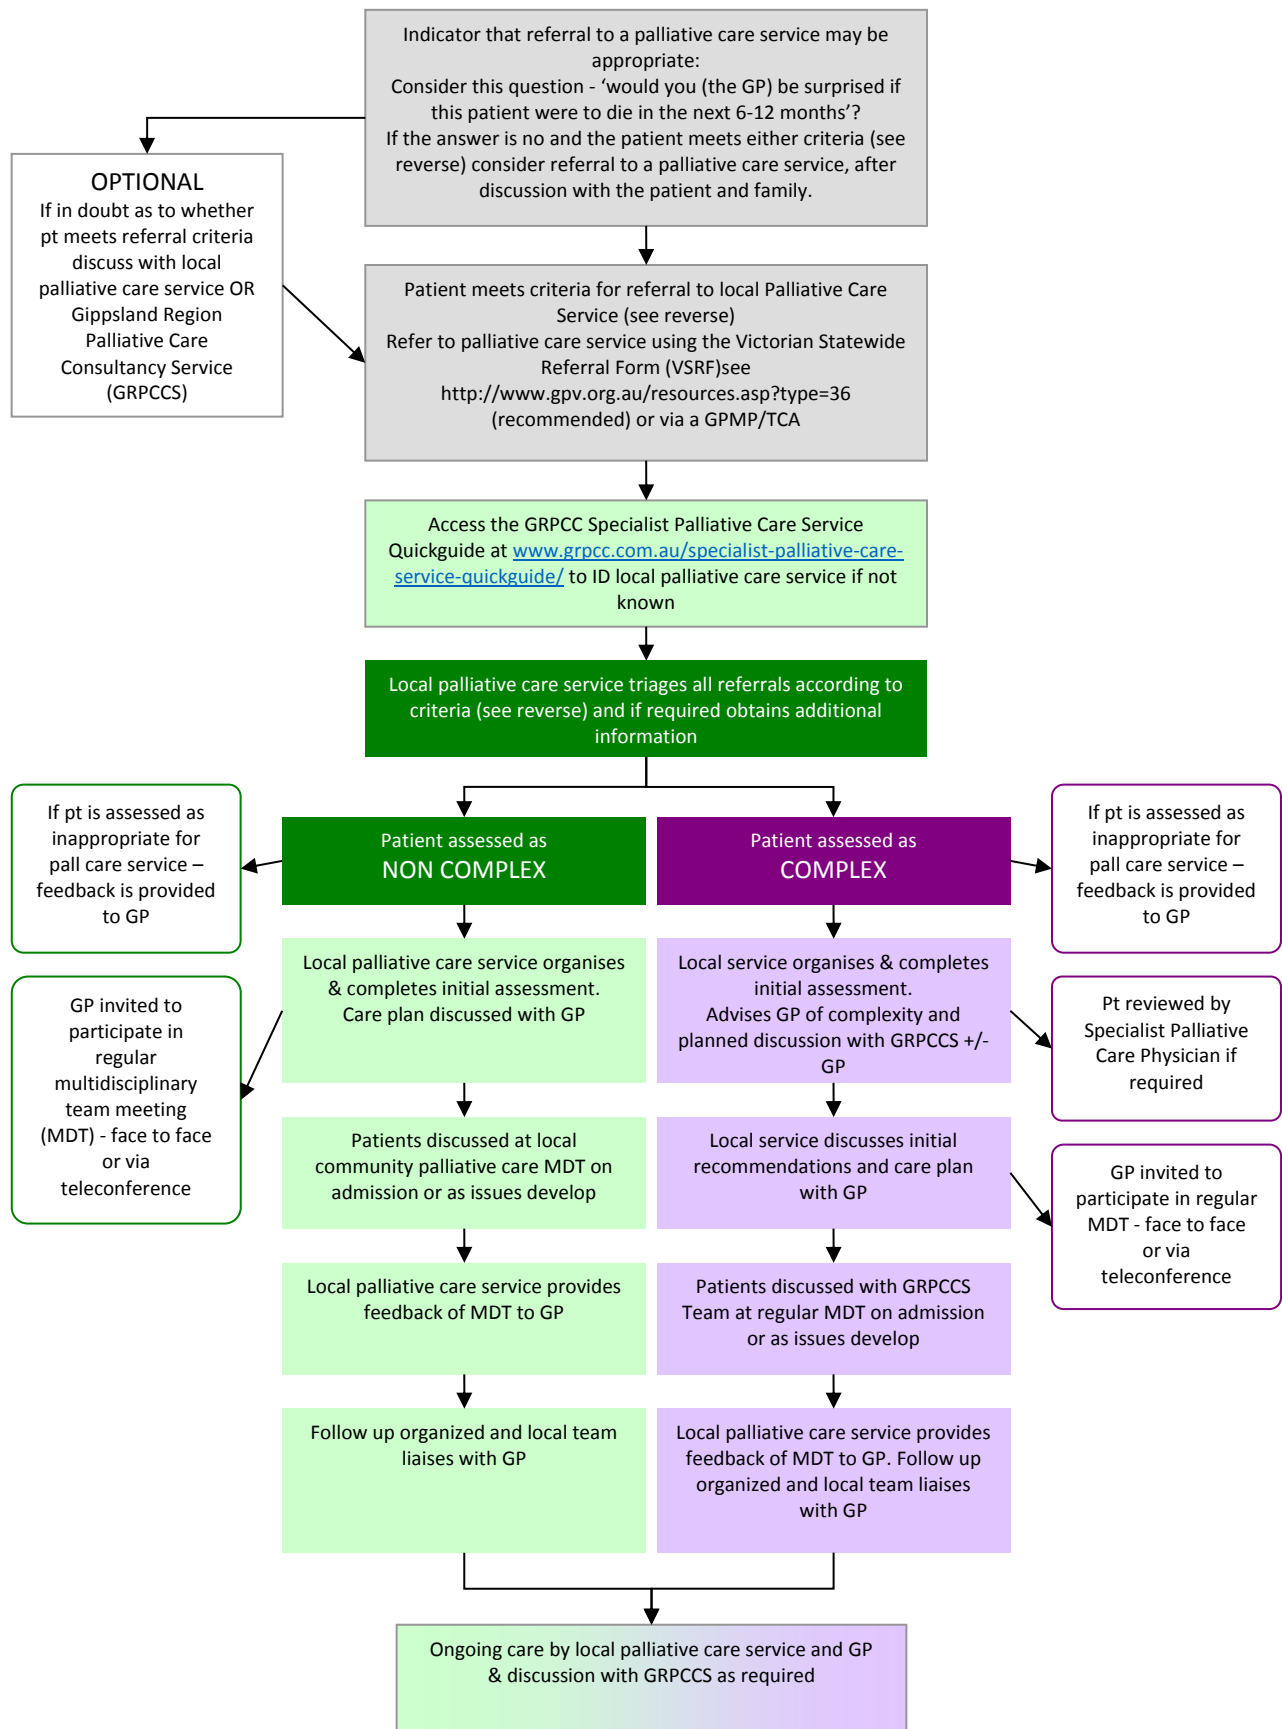 Indicator that referral to a palliative care service may be
appropriate:
Consider this question - ‘would you (the GP) be surprised if
this patient were to die in the next 6-12 months’?
If the answer is no and the patient meets either criteria (see
reverse) consider referral to a palliative care service, after
discussion with the patient and family.
OPTIONAL
If in doubt as to whether
pt meets referral criteria
discuss with local
palliative care service OR
Gippsland Region
Palliative Care
Consultancy Service
(GRPCCS)
Patient meets criteria for referral to local Palliative Care
Service (see reverse)
Refer to palliative care service using the Victorian Statewide
Referral Form (VSRF)see
http://www.gpv.org.au/resources.asp?type=36
(recommended) or via a GPMP/TCA
Access the GRPCC Specialist Palliative Care Service
Quickguide at www.grpcc.com.au/specialist-palliative-care-
service-quickguide/ to ID local palliative care service if not
known
Local palliative care service triages all referrals according to
criteria (see reverse) and if required obtains additional
information
If pt is assessed as
inappropriate for
pall care service –
feedback is provided
to GP
Patient assessed as
NON COMPLEX
Patient assessed as
COMPLEX
If pt is assessed as
inappropriate for
pall care service –
feedback is provided
to GP
GP invited to
participate in
regular
multidisciplinary
team meeting
(MDT) - face to face
or via
teleconference
Local palliative care service organises
& completes initial assessment.
Care plan discussed with GP
Local service organises & completes
initial assessment.
Advises GP of complexity and
planned discussion with GRPCCS +/-
GP
Pt reviewed by
Specialist Palliative
Care Physician if
required
Patients discussed at local
community palliative care MDT on
admission or as issues develop
Local service discusses initial
recommendations and care plan
with GP
GP invited to
participate in regular
MDT - face to face
or via
teleconference
Local palliative care service provides
feedback of MDT to GP
Patients discussed with GRPCCS
Team at regular MDT on admission
or as issues develop
Follow up organized and local team
liaises with GP
Local palliative care service provides
feedback of MDT to GP. Follow up
organized and local team liaises
with GP
Ongoing care by local palliative care service and GP
& discussion with GRPCCS as required